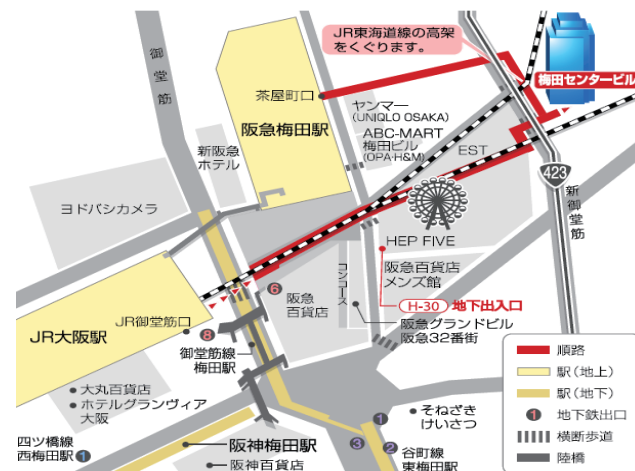 JR東海道線の高架
をくぐります。
御堂筋
茶屋町口
阪急梅田駅
ヤンマー
(UNIQLO OSAKA)
ABC-MART
梅田ビル
(OPA・H&M)
梅田センタービル
新阪急
ホテル
EST
423
新御堂筋
ヨドバシカメラ
HEP FIVE
阪急百貨店
メンズ館
コンコース
6
阪急
百貨店
H-30 地下出入口
JR大阪駅
JR御堂筋口
8
御堂筋線
梅田駅
阪急グランドビル
阪急32番街
大丸百貨店
ホテルグランヴィア
大阪
四ツ橋線
西梅田駅 1
阪神梅田駅
阪神百貨店
1
3
2
そねざき
けいさつ
谷町線
東梅田駅
順路
駅(地上)
駅(地下)
1 地下鉄出口
横断歩道
陸橋